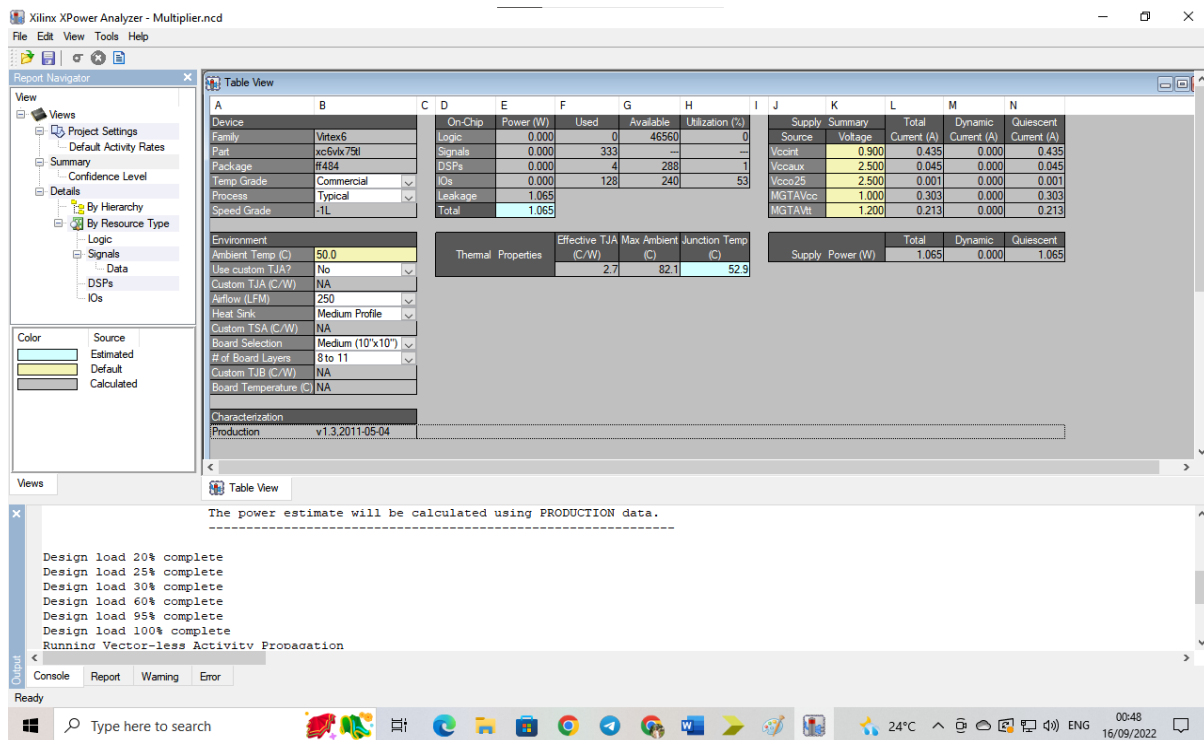 Xilinx XPower Analyzer - Multiplier.ncd
File Edit View Tools Help
Report Navigator
View
Views
Project Settings
Default Activity Rates
Summary
Confidence Level
Details
By Hierarchy
By Resource Type
Logic
Signals
Data
DSPs
IOs
Color Source
Estimated
Default
Calculated
Views
Table View
A B C D E F G H I J K L M N
Device On-Chip Power (W) Used Available Utilization (%) Supply Summary Total Dynamic Quiescent
Family Virtex6 Logic 0.000 0 46560 0 Source Voltage Current (A) Current (A) Current (A)
Part xc6vlx75tl Signals 0.000 333 --- --- Vccint 0.900 0.435 0.000 0.435
Package ff484 DSPs 0.000 4 288 1 Vccaux 2.500 0.045 0.000 0.045
Temp Grade Commercial IOs 0.000 128 240 53 Vcco25 2.500 0.001 0.000 0.001
Process Typical Leakage 1.065 MGTAVcc 1.000 0.303 0.000 0.303
Speed Grade -1L Total 1.065 MGTAVtt 1.200 0.213 0.000 0.213
Environment Effective TJA Max Ambient Junction Temp Total Dynamic Quiescent
Ambient Temp (C) 50.0 Thermal Properties (C/W) (C) (C) Supply Power (W) 1.065 0.000 1.065
Use custom TJA? No 2.7 82.1 52.9
Custom TJA (C/W) NA
Airflow (LFM) 250
Heat Sink Medium Profile
Custom TSA (C/W) NA
Board Selection Medium (10"x10")
# of Board Layers 8 to 11
Custom TJB (C/W) NA
Board Temperature (C) NA
Characterization
Production v1.3,2011-05-04
Table View
The power estimate will be calculated using PRODUCTION data.
----------------------------------------------------------------
Design load 20% complete
Design load 25% complete
Design load 30% complete
Design load 60% complete
Design load 95% complete
Design load 100% complete
Running Vector-less Activity Propagation
Output
Console Report Warning Error
Ready
Type here to search
24°C ENG 00:48
16/09/2022